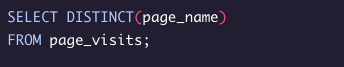 SELECT DISTINCT(page_name)
FROM page_visits;